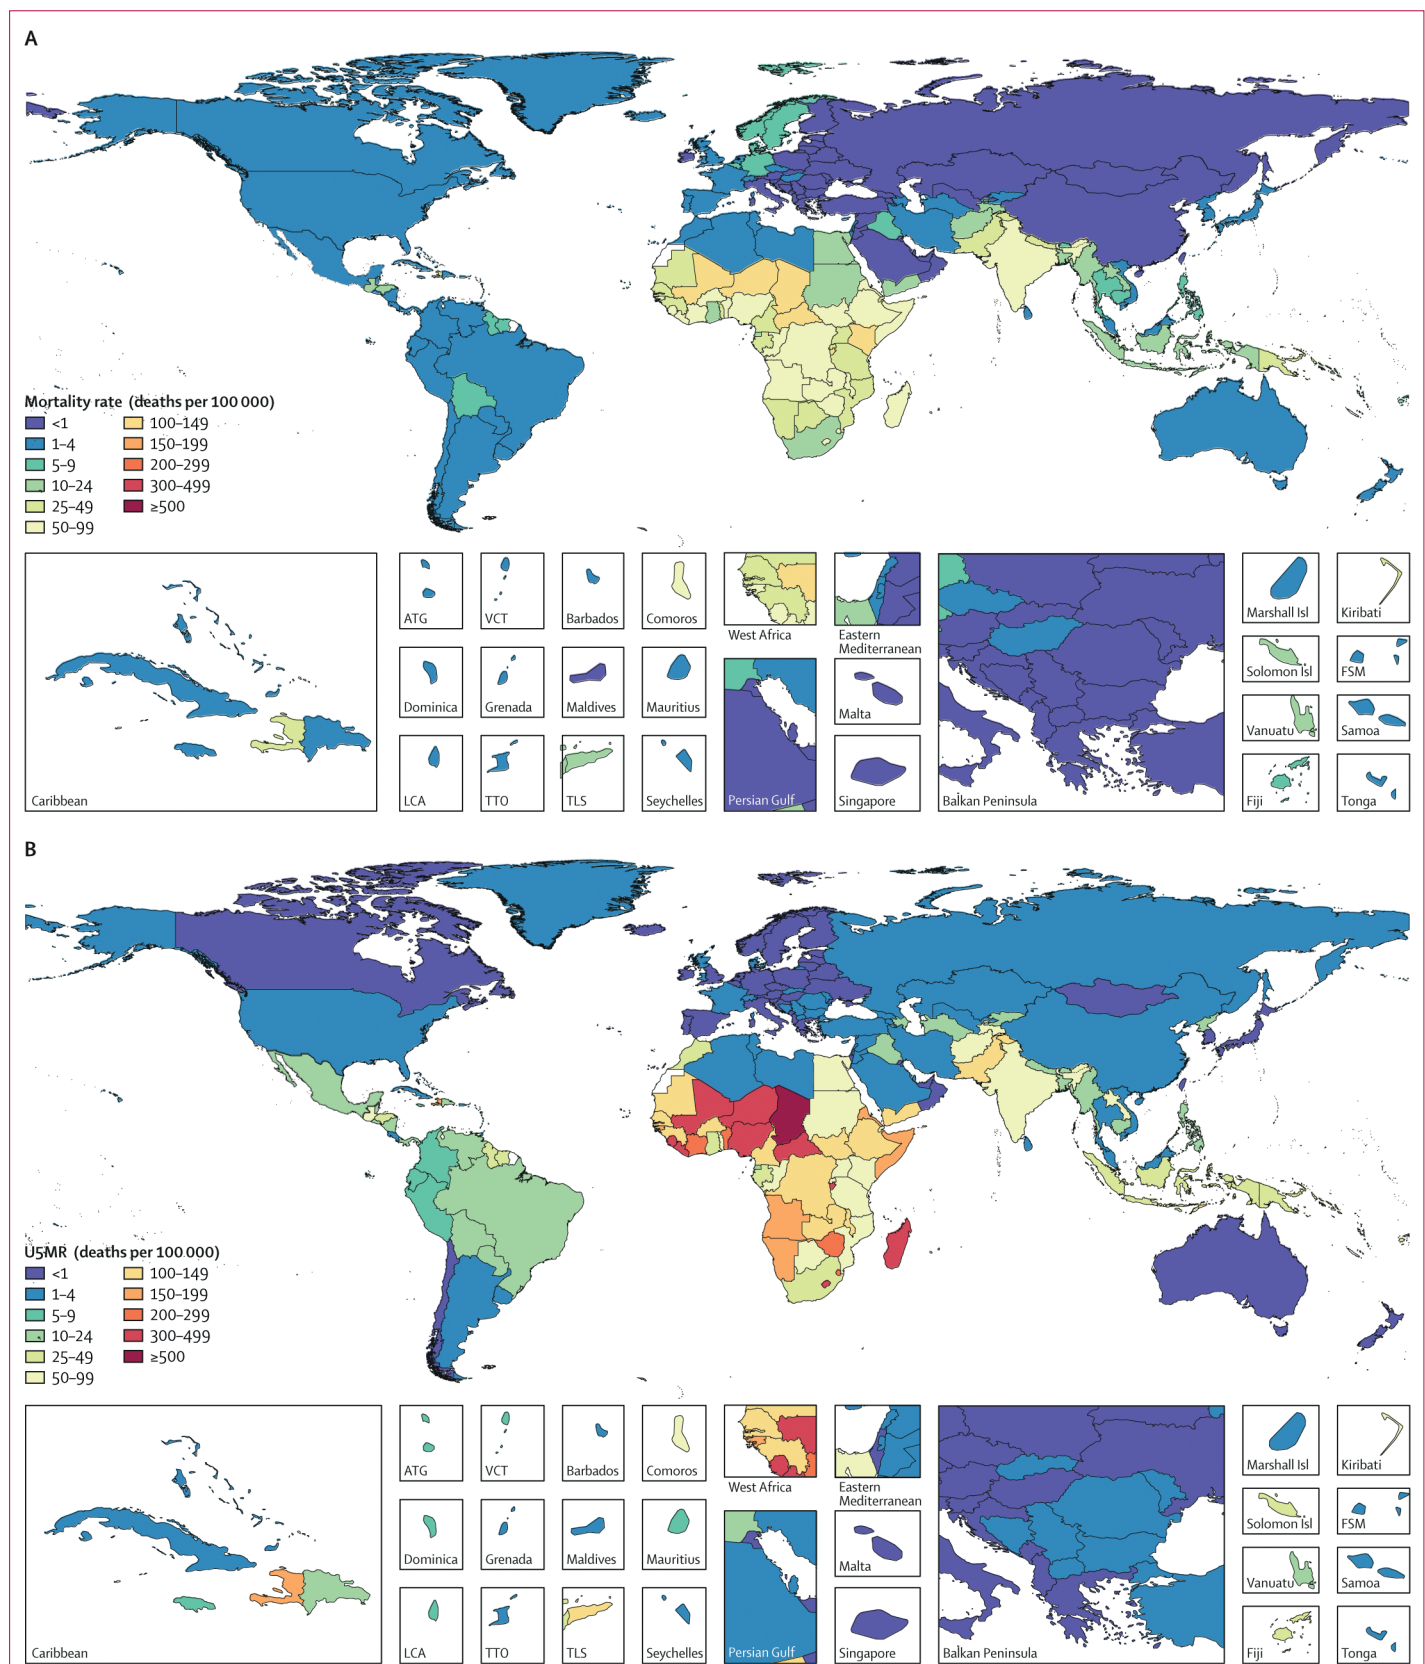 A
Mortality rate (deaths per 100 000)
<1
1–4
5–9
10–24
25–49
50–99
100–149
150–199
200–299
300–499
≥500
Caribbean
ATG
VCT
Barbados
Comoros
West Africa
Eastern
Mediterranean
Dominica
Grenada
Maldives
Mauritius
Malta
LCA
TTO
TLS
Seychelles
Persian Gulf
Singapore
Balkan Peninsula
Marshall Isl
Kiribati
Solomon Isl
FSM
Vanuatu
Samoa
Fiji
Tonga
B
U5MR (deaths per 100 000)
<1
1–4
5–9
10–24
25–49
50–99
100–149
150–199
200–299
300–499
≥500
Caribbean
ATG
VCT
Barbados
Comoros
West Africa
Eastern
Mediterranean
Dominica
Grenada
Maldives
Mauritius
Malta
LCA
TTO
TLS
Seychelles
Persian Gulf
Singapore
Balkan Peninsula
Marshall Isl
Kiribati
Solomon Isl
FSM
Vanuatu
Samoa
Fiji
Tonga